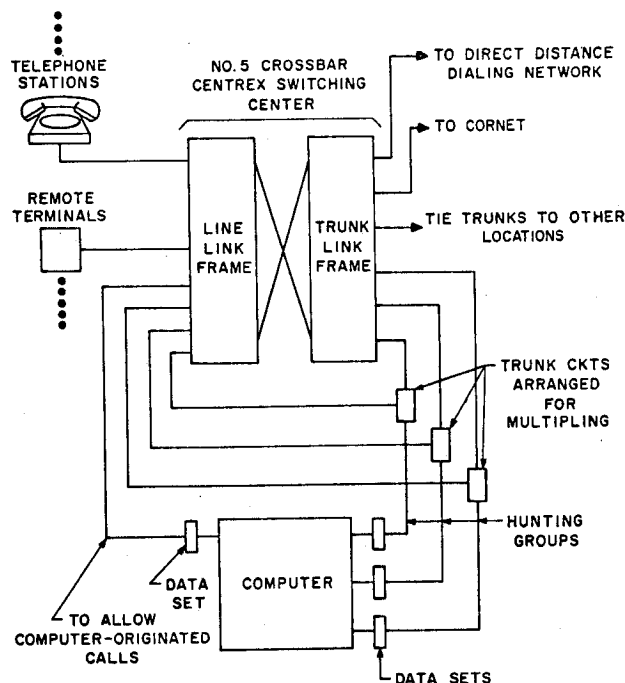 TELEPHONE
STATIONS
NO. 5 CROSSBAR
CENTREX SWITCHING
CENTER
TO DIRECT DISTANCE
DIALING NETWORK
TO CORNET
REMOTE
TERMINALS
LINE
LINK
FRAME
TRUNK
LINK
FRAME
TIE TRUNKS TO OTHER
LOCATIONS
TRUNK CKTS
ARRANGED
FOR
MULTIPLING
HUNTING
GROUPS
DATA
SET
COMPUTER
TO ALLOW
COMPUTER-ORIGINATED
CALLS
DATA SETS